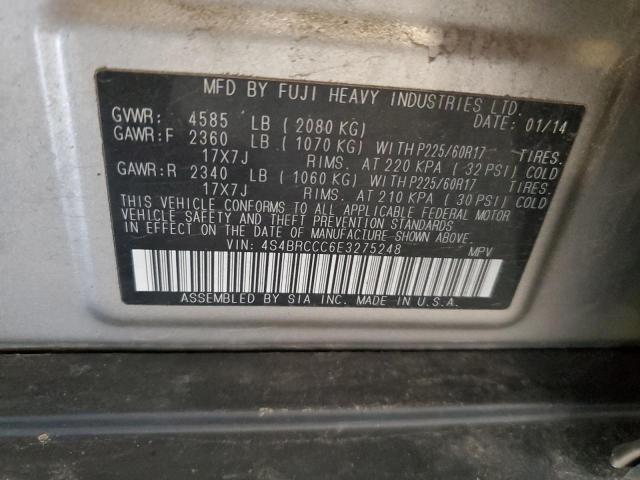 MFD BY FUJI HEAVY INDUSTRIES LTD.
GVWR: 4585 LB ( 2080 KG) DATE: 01/14
GAWR:F 2360 LB ( 1070 KG) WITH P225/60R17 TIRES.
17X7J RIMS. AT 220 KPA ( 32 PSI) COLD
GAWR:R 2340 LB ( 1060 KG) WITH P225/60R17 TIRES.
17X7J RIMS. AT 210 KPA ( 30 PSI) COLD
THIS VEHICLE CONFORMS TO ALL APPLICABLE FEDERAL MOTOR
VEHICLE SAFETY AND THEFT PREVENTION STANDARDS
IN EFFECT ON THE DATE OF MANUFACTURE SHOWN ABOVE.
VIN: 4S4BRCCC6E3275248 MPV
ASSEMBLED BY SIA INC. MADE IN U.S.A.